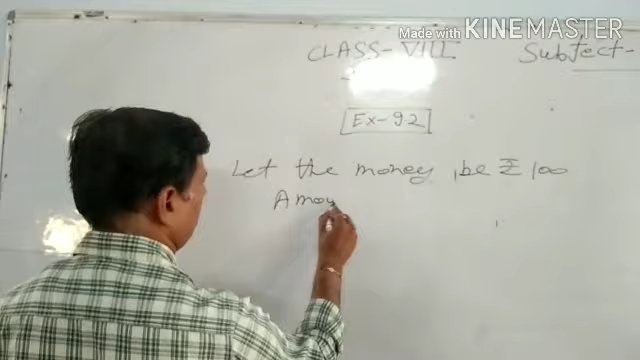 Made with KINEMASTER
CLASS-VIII Subject-
Ex-9.2
Let the money be ₹ 100
Amou